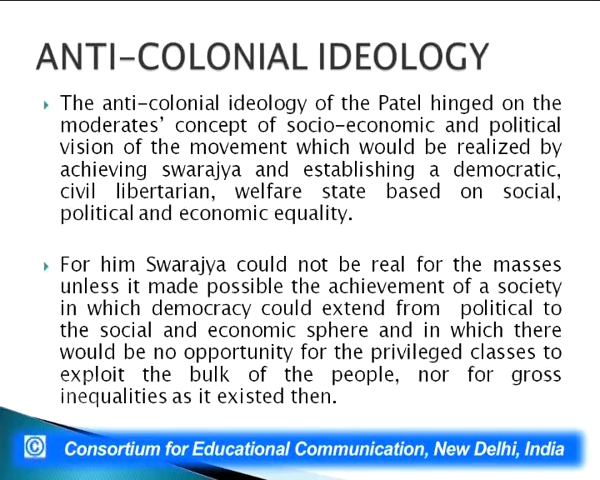 ANTI-COLONIAL IDEOLOGY
The anti-colonial ideology of the Patel hinged on the
moderates' concept of socio-economic and political
vision of the movement which would be realized by
achieving swarajya and establishing a democratic,
civil libertarian, welfare state based on social,
political and economic equality.
For him Swarajya could not be real for the masses
unless it made possible the achievement of a society
in which democracy could extend from political to
the social and economic sphere and in which there
would be no opportunity for the privileged classes to
exploit the bulk of the people, nor for gross
inequalities as it existed then.
© Consortium for Educational Communication, New Delhi, India